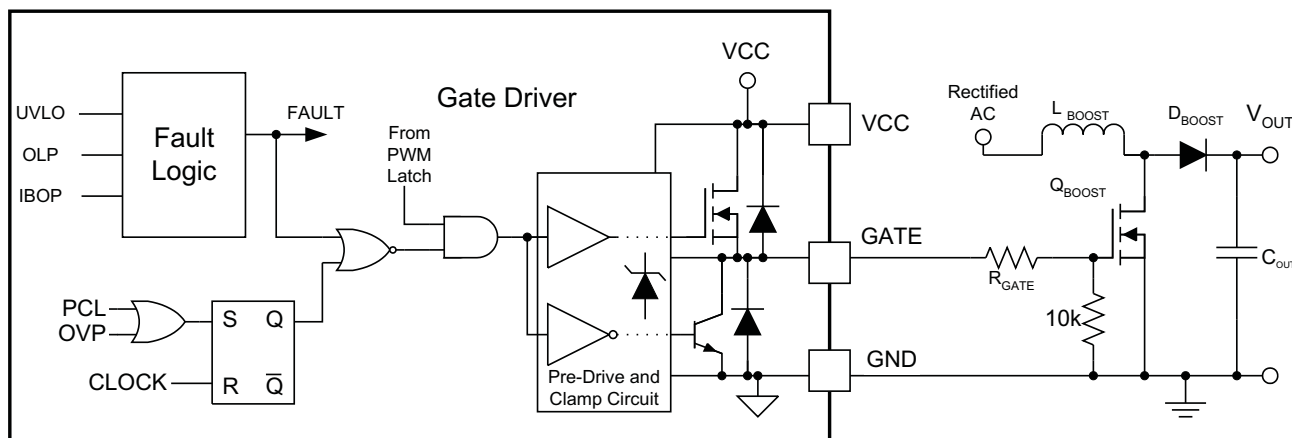 Gate Driver
UVLO
OLP
IBOP
Fault
Logic
FAULT
From
PWM
Latch
PCL
OVP
CLOCK
S Q
R Q̅
Pre-Drive and
Clamp Circuit
VCC
VCC
GATE
GND
Rectified
AC
L BOOST
D BOOST
V OUT
Q BOOST
R GATE
10k
C OUT